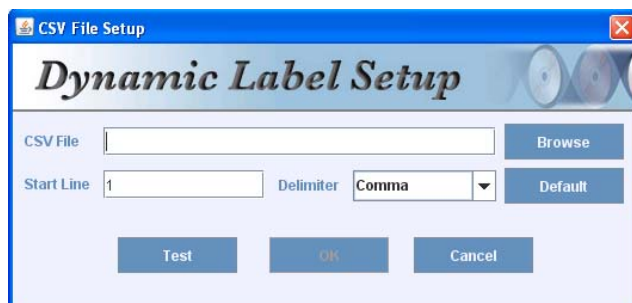 CSV File Setup
Dynamic Label Setup
CSV File Browse
Start Line 1 Delimiter Comma Default
Test OK Cancel